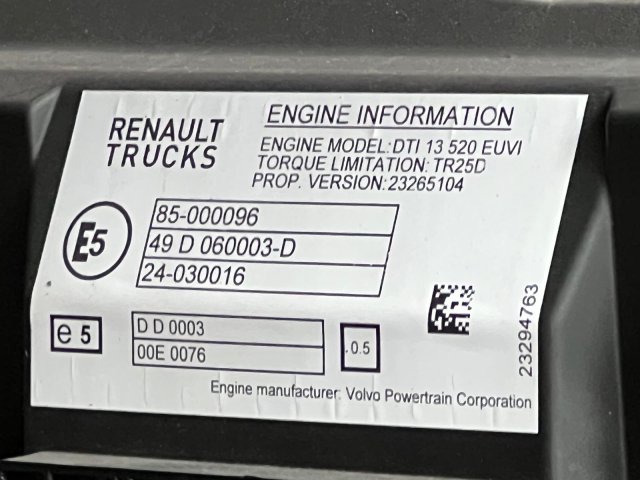 RENAULT
TRUCKS
ENGINE INFORMATION
ENGINE MODEL:DTI 13 520 EUVI
TORQUE LIMITATION: TR25D
PROP. VERSION:23265104
E5
85-000096
49 D 060003-D
24-030016
e 5
D D 0003
00E 0076
.0.5
23294763
Engine manufacturer: Volvo Powertrain Corporation